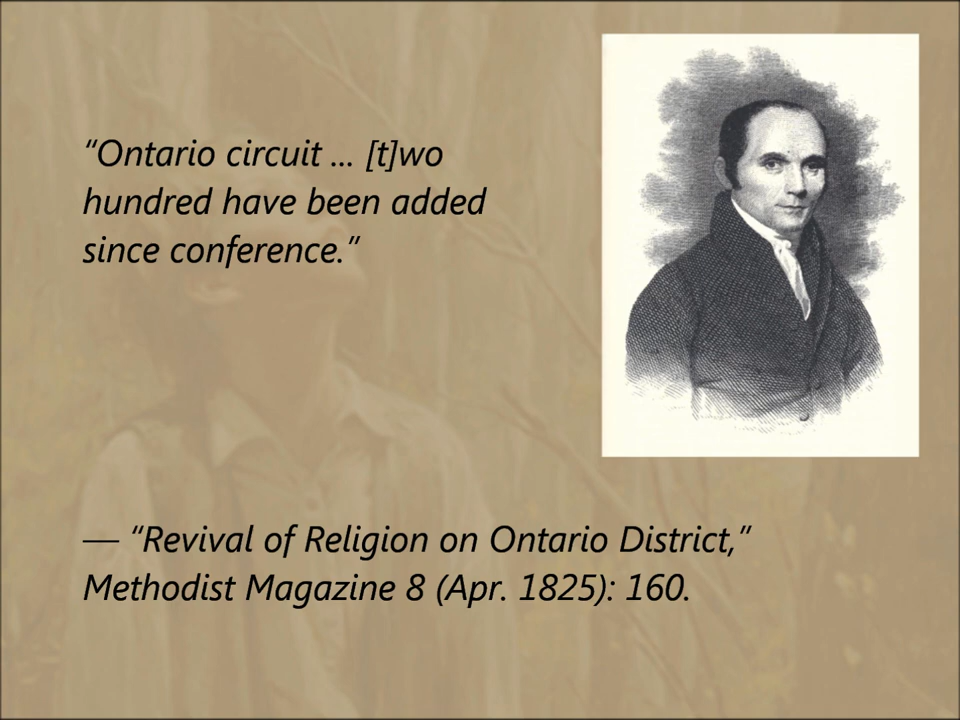 “Ontario circuit ... [t]wo
hundred have been added
since conference.”
— “Revival of Religion on Ontario District,”
Methodist Magazine 8 (Apr. 1825): 160.